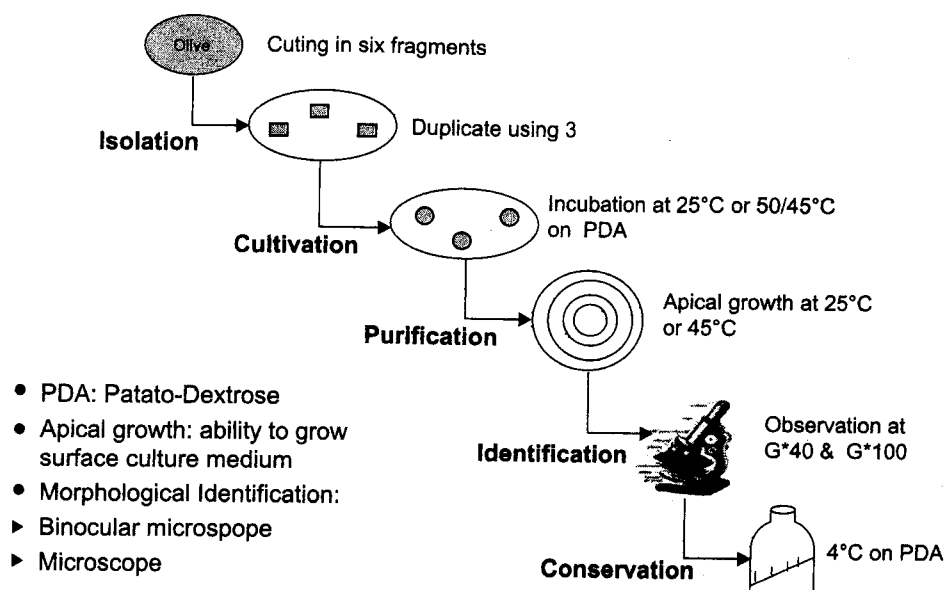 Olive
Cuting in six fragments
Isolation
Duplicate using 3
Cultivation
Incubation at 25°C or 50/45°C
on PDA
Purification
Apical growth at 25°C
or 45°C
Identification
Observation at
G*40 & G*100
Conservation
4°C on PDA
• PDA: Patato-Dextrose
• Apical growth: ability to grow
surface culture medium
• Morphological Identification:
▶ Binocular microspope
▶ Microscope